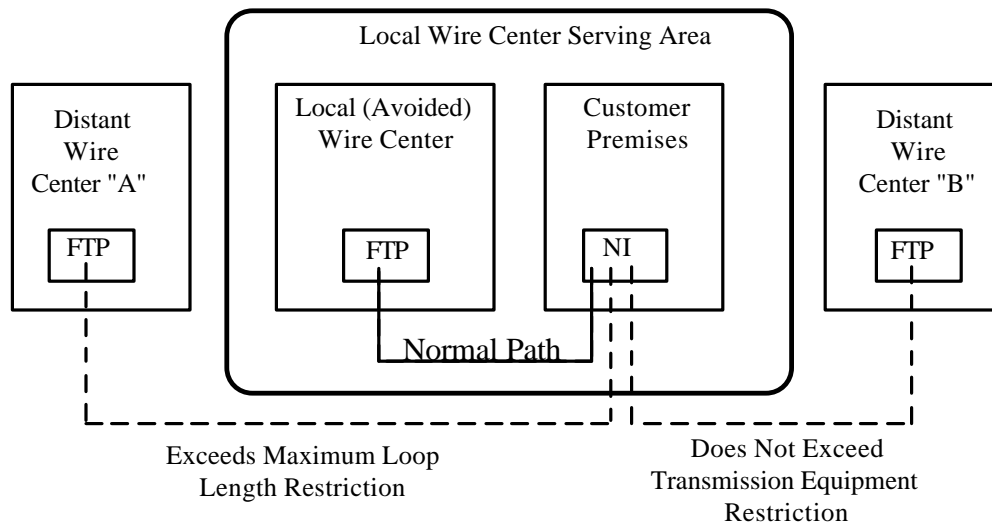 Local Wire Center Serving Area
Distant
Wire
Center "A"
FTP
Local (Avoided)
Wire Center
FTP
Customer
Premises
NI
Distant
Wire
Center "B"
FTP
Normal Path
Exceeds Maximum Loop
Length Restriction
Does Not Exceed
Transmission Equipment
Restriction